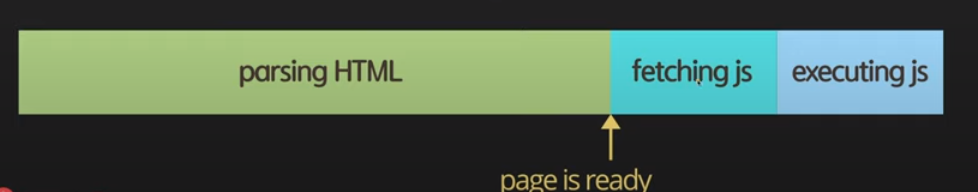 parsing HTML fetching js executing js
page is ready